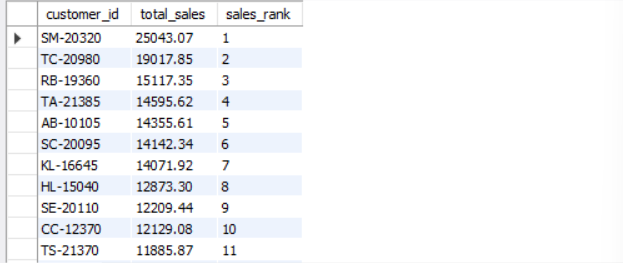 customer_id total_sales sales_rank
SM-20320 25043.07 1
TC-20980 19017.85 2
RB-19360 15117.35 3
TA-21385 14595.62 4
AB-10105 14355.61 5
SC-20095 14142.34 6
KL-16645 14071.92 7
HL-15040 12873.30 8
SE-20110 12209.44 9
CC-12370 12129.08 10
TS-21370 11885.87 11